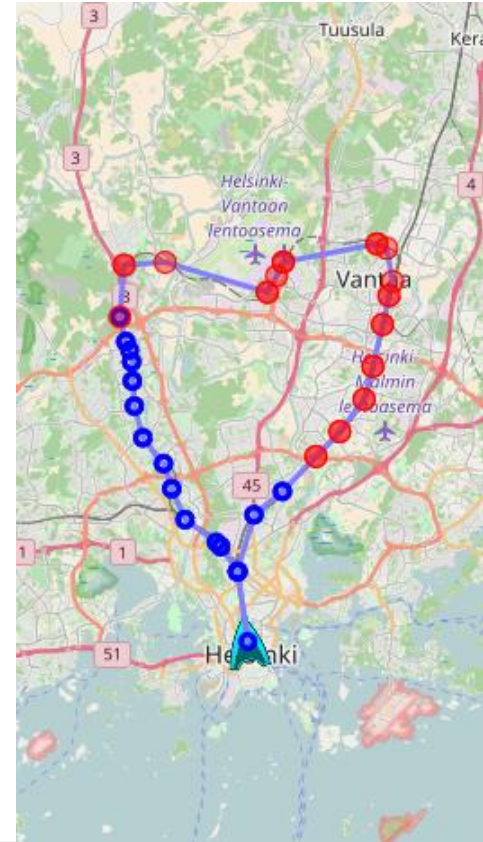 3
Tuusula
Kera
3
4
Helsinki-
Vantaan
lentoasema
3
Vantaa
Helsinki
Malmin
lentoasema
45
1
1
51
Helsinki